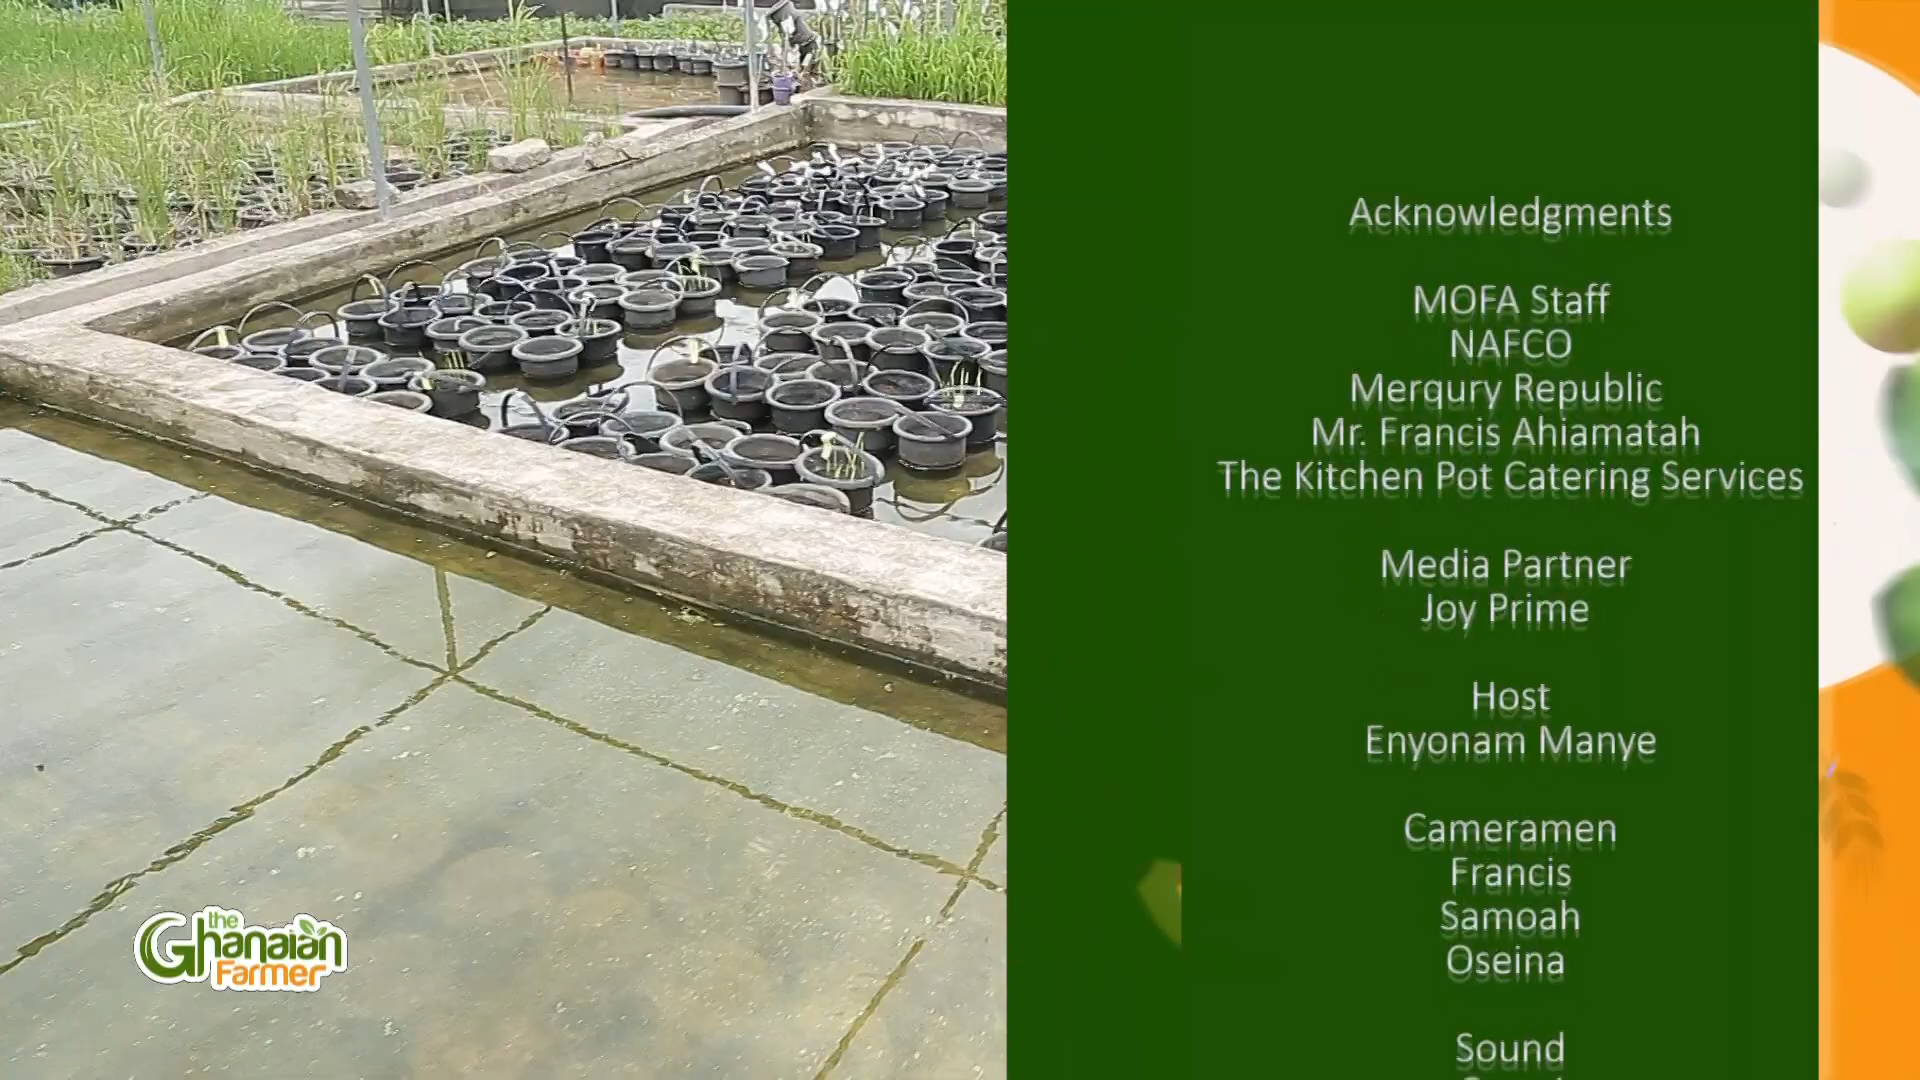 Acknowledgments
MOFA Staff
NAFCO
Merqury Republic
Mr. Francis Ahiamatah
The Kitchen Pot Catering Services
Media Partner
Joy Prime
Host
Enyonam Manye
Cameramen
Francis
Samoah
Oseina
Sound
the
Ghanaian
Farmer